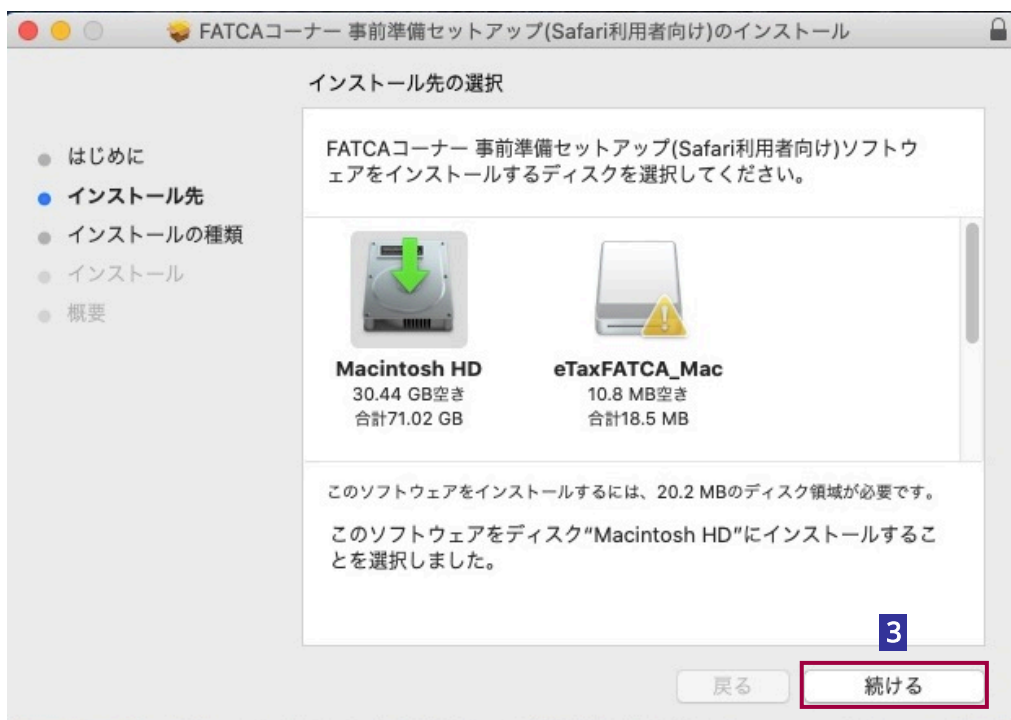 FATCAコーナー 事前準備セットアップ(Safari利用者向け)のインストール
インストール先の選択
はじめに
インストール先
インストールの種類
インストール
概要
FATCAコーナー 事前準備セットアップ(Safari利用者向け)ソフトウ
ェアをインストールするディスクを選択してください。
Macintosh HD
30.44 GB空き
合計71.02 GB
eTaxFATCA_Mac
10.8 MB空き
合計18.5 MB
このソフトウェアをインストールするには、20.2 MBのディスク領域が必要です。
このソフトウェアをディスク“Macintosh HD”にインストールするこ
とを選択しました。
3
戻る
続ける